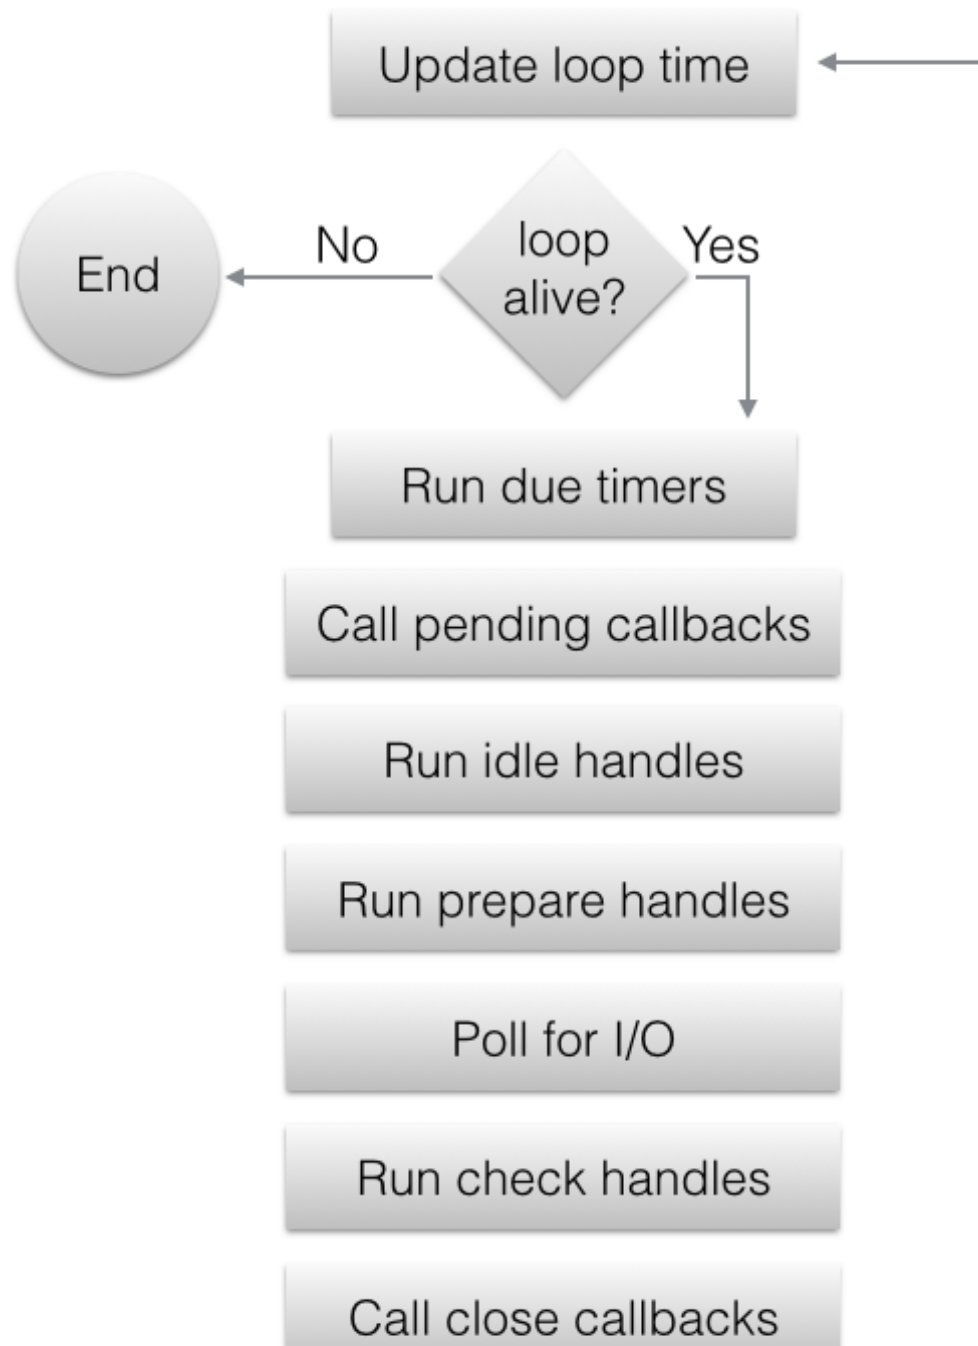 Update loop time
No
loop
alive?
Yes
End
Run due timers
Call pending callbacks
Run idle handles
Run prepare handles
Poll for I/O
Run check handles
Call close callbacks